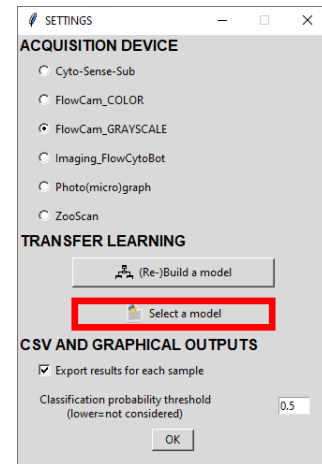 SETTINGS
ACQUISITION DEVICE
Cyto-Sense-Sub
FlowCam_COLOR
FlowCam_GRAYSCALE
Imaging_FlowCytoBot
Photo(micro)graph
ZooScan
TRANSFER LEARNING
(Re-)Build a model
Select a model
CSV AND GRAPHICAL OUTPUTS
Export results for each sample
Classification probability threshold
(lower=not considered)
0.5
OK